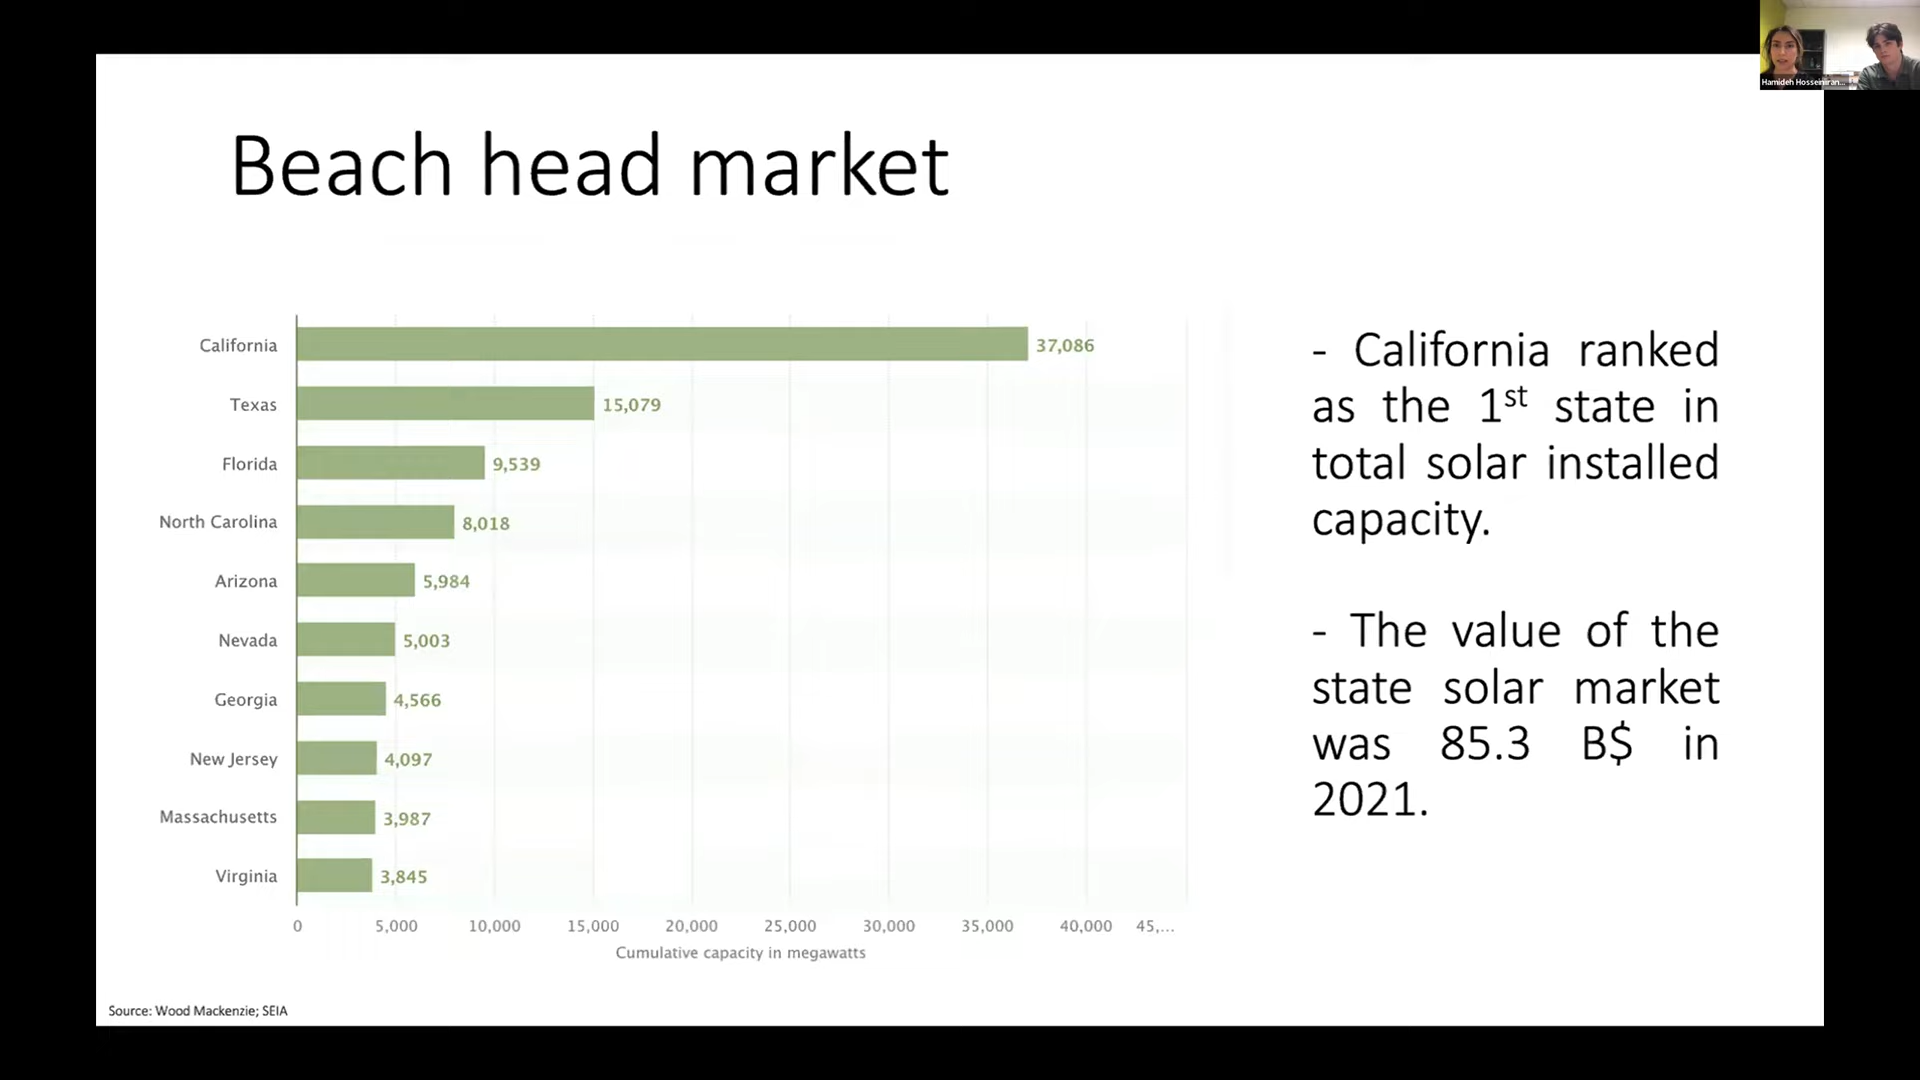 Hamideh Hosseiniran...
Beach head market
California 37,086
Texas 15,079
Florida 9,539
North Carolina 8,018
Arizona 5,984
Nevada 5,003
Georgia 4,566
New Jersey 4,097
Massachusetts 3,987
Virginia 3,845
0 5,000 10,000 15,000 20,000 25,000 30,000 35,000 40,000 45,...
Cumulative capacity in megawatts
- California ranked
as the 1st state in
total solar installed
capacity.
- The value of the
state solar market
was 85.3 B$ in
2021.
Source: Wood Mackenzie; SEIA